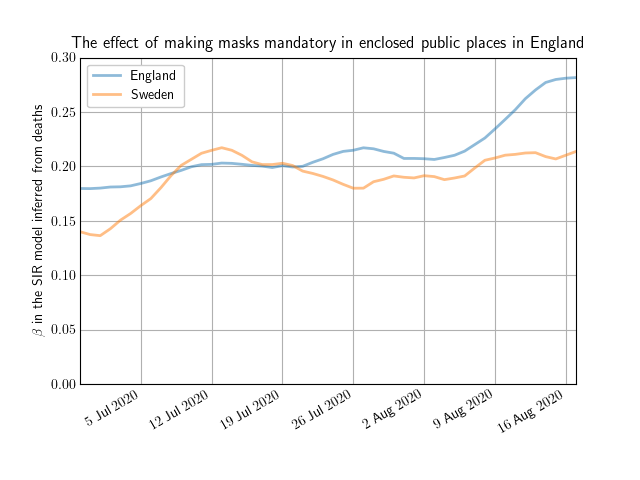 The effect of making masks mandatory in enclosed public places in England
England
Sweden
β in the SIR model inferred from deaths
0.30
0.25
0.20
0.15
0.10
0.05
0.00
5 Jul 2020
12 Jul 2020
19 Jul 2020
26 Jul 2020
2 Aug 2020
9 Aug 2020
16 Aug 2020